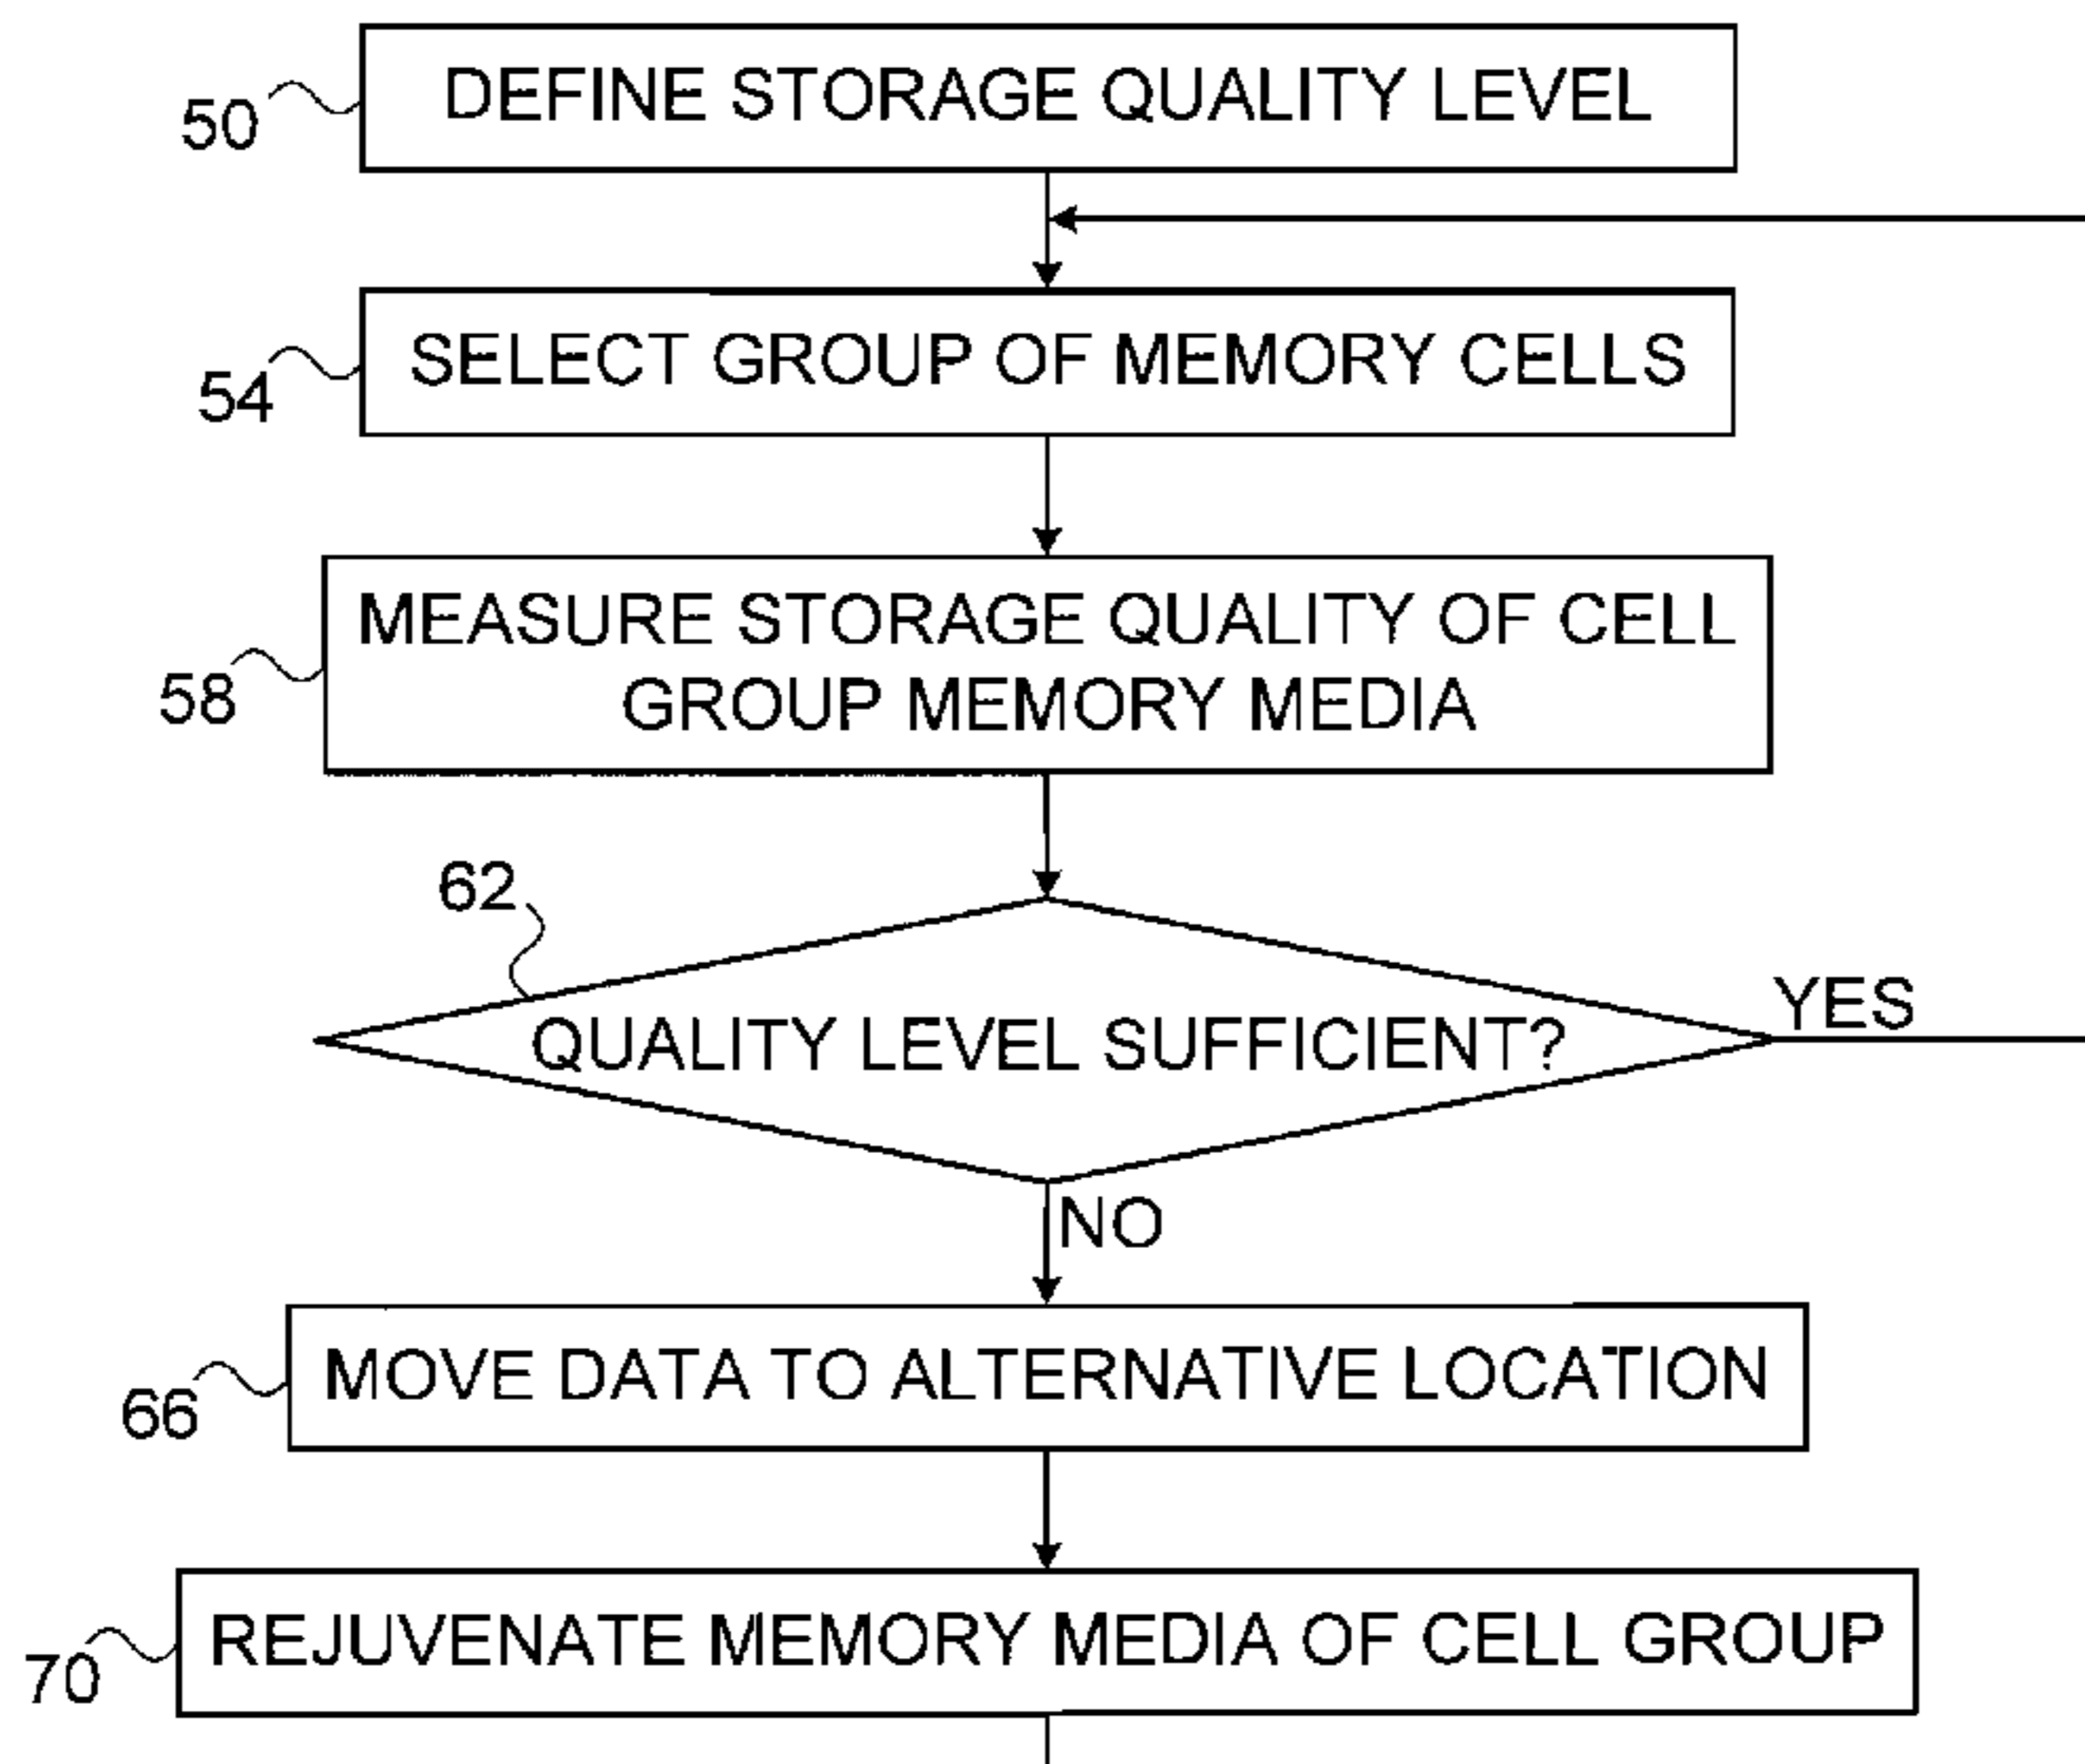 DEFINE STORAGE QUALITY LEVEL
50
SELECT GROUP OF MEMORY CELLS
54
MEASURE STORAGE QUALITY OF CELL
GROUP MEMORY MEDIA
58
62
QUALITY LEVEL SUFFICIENT?
YES
NO
MOVE DATA TO ALTERNATIVE LOCATION
66
REJUVENATE MEMORY MEDIA OF CELL GROUP
70